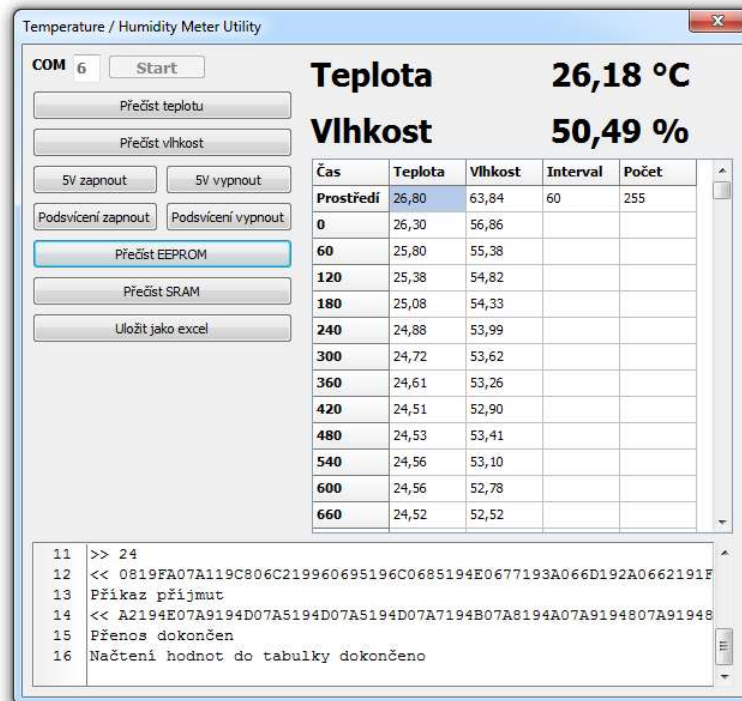 Temperature / Humidity Meter Utility
COM 6 Start
Přečíst teplotu
Přečíst vlhkost
5V zapnout 5V vypnout
Podsvícení zapnout Podsvícení vypnout
Přečíst EEPROM
Přečíst SRAM
Uložit jako excel
Teplota 26,18 °C
Vlhkost 50,49 %
Čas Teplota Vlhkost Interval Počet
Prostředí 26,80 63,84 60 255
0 26,30 56,86
60 25,80 55,38
120 25,38 54,82
180 25,08 54,33
240 24,88 53,99
300 24,72 53,62
360 24,61 53,26
420 24,51 52,90
480 24,53 53,41
540 24,56 53,10
600 24,56 52,78
660 24,52 52,52
11 >> 24
12 << 0819FA07A119C806C219960695196C0685194E0677193A066D192A0662191F
13 Příkaz příjmut
14 << A2194E07A9194D07A5194D07A5194D07A7194B07A8194A07A9194807A91948
15 Přenos dokončen
16 Načtení hodnot do tabulky dokončeno